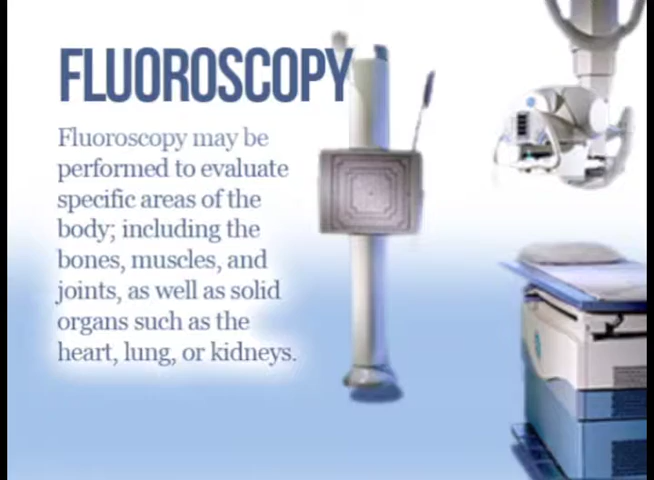 FLUOROSCOPY
Fluoroscopy may be
performed to evaluate
specific areas of the
body; including the
bones, muscles, and
joints, as well as solid
organs such as the
heart, lung, or kidneys.